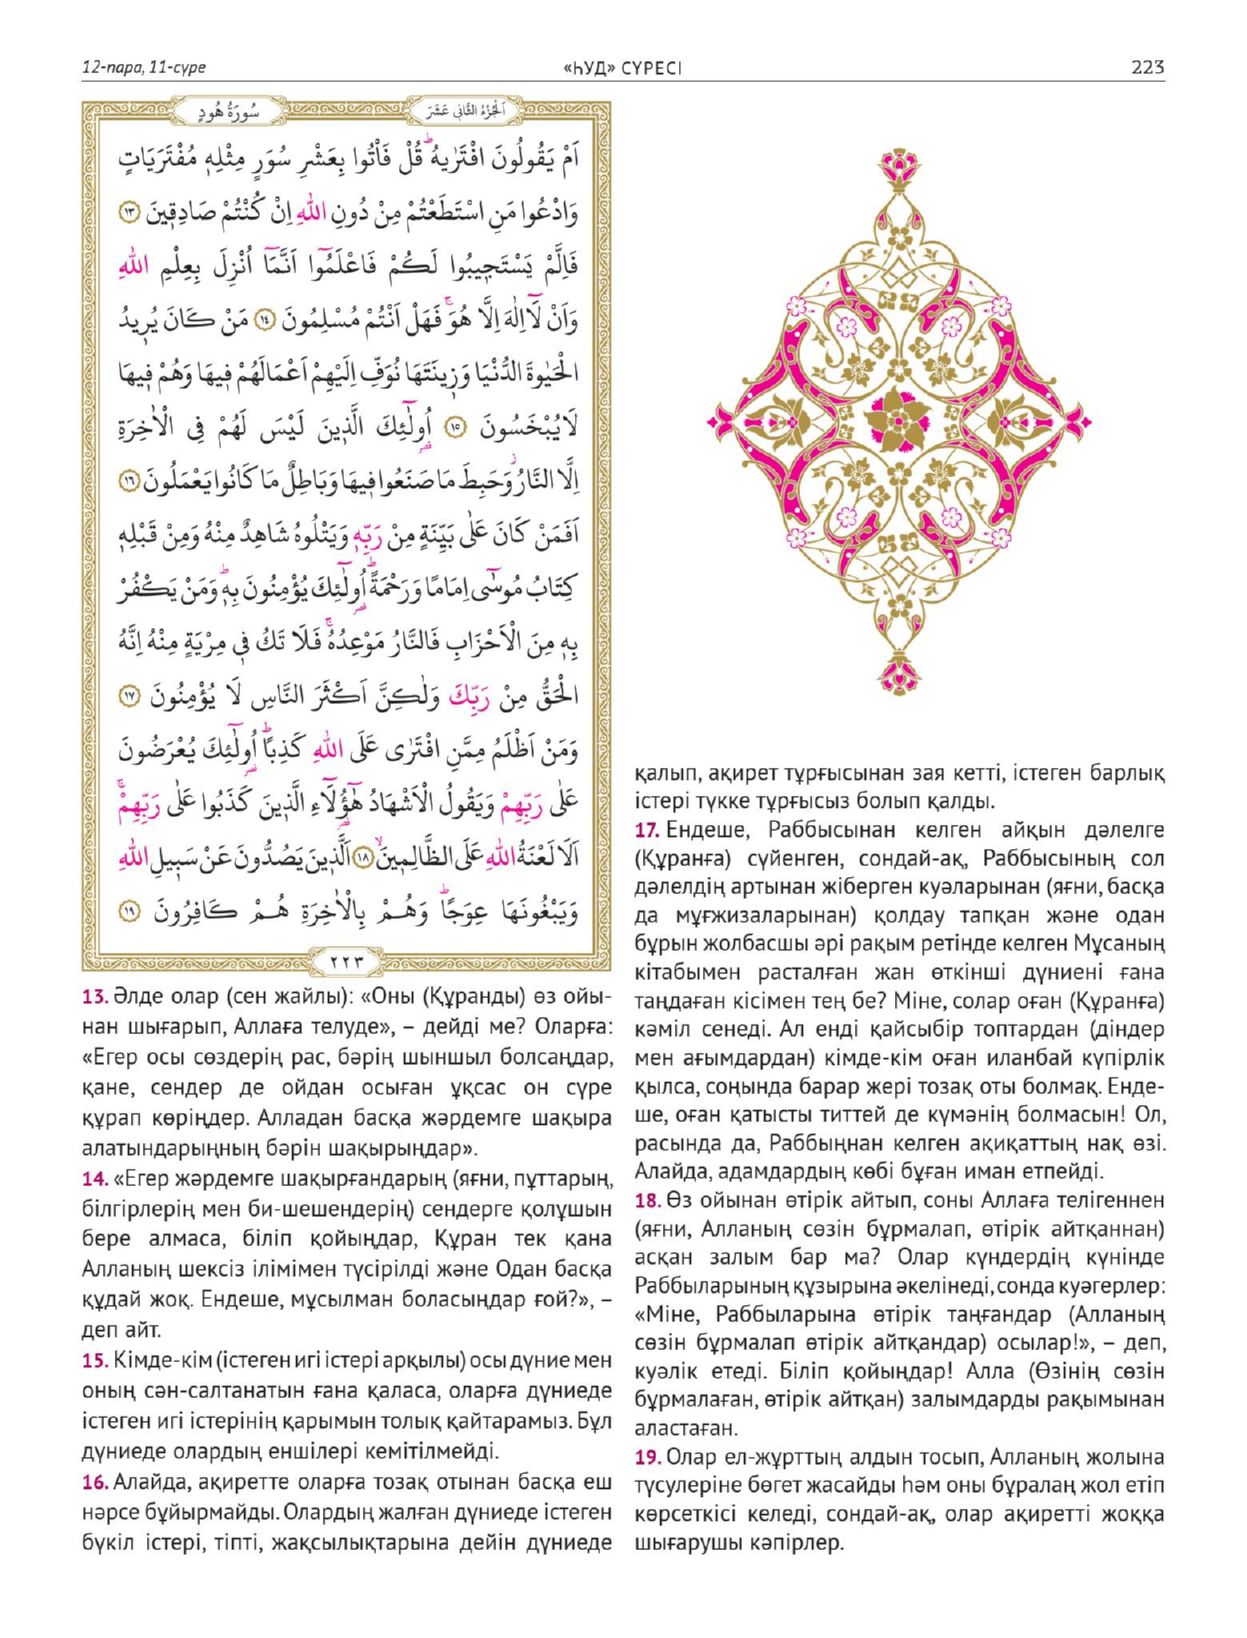 12-пара, 11-сүре
«ҺУД» СҮРЕСІ
223
سُورَةُ هُودٍ
اَلْجُزْءُ الثَّانِي عَشَرَ
اَمْ يَقُولُونَ افْتَرٰيهُۜ قُلْ فَأْتُوا بِعَشْرِ سُوَرٍ مِثْلِه۪ مُفْتَرَيَاتٍ
وَادْعُوا مَنِ اسْتَطَعْتُمْ مِنْ دُونِ اللّٰهِ اِنْ كُنْتُمْ صَادِق۪ينَ ﴿١٣﴾
فَاِلَّمْ يَسْتَج۪يبُوا لَكُمْ فَاعْلَمُٓوا اَنَّمَٓا اُنْزِلَ بِعِلْمِ اللّٰهِ
وَاَنْ لَٓا اِلٰهَ اِلَّا هُوَۚ فَهَلْ اَنْتُمْ مُسْلِمُونَ ﴿١٤﴾ مَنْ كَانَ يُر۪يدُ
الْحَيٰوةَ الدُّنْيَا وَز۪ينَتَهَا نُوَفِّ اِلَيْهِمْ اَعْمَالَهُمْ ف۪يهَا وَهُمْ ف۪يهَا
لَا يُبْخَسُونَ ﴿١٥﴾ اُو۬لٰٓئِكَ الَّذ۪ينَ لَيْسَ لَهُمْ فِي الْاٰخِرَةِ
اِلَّا النَّارُۘ وَحَبِطَ مَا صَنَعُوا ف۪يهَا وَبَاطِلٌ مَا كَانُوا يَعْمَلُونَ ﴿١٦﴾
اَفَمَنْ كَانَ عَلٰى بَيِّنَةٍ مِنْ رَبِّه۪ وَيَتْلُوهُ شَاهِدٌ مِنْهُ وَمِنْ قَبْلِه۪
كِتَابُ مُوسٰٓى اِمَامًا وَرَحْمَةًۜ اُو۬لٰٓئِكَ يُؤْمِنُونَ بِه۪ۜ وَمَنْ يَكْفُرْ
بِه۪ مِنَ الْاَحْزَابِ فَالنَّارُ مَوْعِدُهُۚ فَلَا تَكُ ف۪ي مِرْيَةٍ مِنْهُ اِنَّهُ
الْحَقُّ مِنْ رَبِّكَ وَلٰكِنَّ اَكْثَرَ النَّاسِ لَا يُؤْمِنُونَ ﴿١٧﴾
وَمَنْ اَظْلَمُ مِمَّنِ افْتَرٰى عَلَى اللّٰهِ كَذِبًاۜ اُو۬لٰٓئِكَ يُعْرَضُونَ
عَلٰى رَبِّهِمْ وَيَقُولُ الْاَشْهَادُ هٰٓؤُ۬لَٓاءِ الَّذ۪ينَ كَذَبُوا عَلٰى رَبِّهِمْۚ
اَلَا لَعْنَةُ اللّٰهِ عَلَى الظَّالِم۪ينَۙ ﴿١٨﴾ اَلَّذ۪ينَ يَصُدُّونَ عَنْ سَب۪يلِ اللّٰهِ
وَيَبْغُونَهَا عِوَجًاۜ وَهُمْ بِالْاٰخِرَةِ هُمْ كَافِرُونَ ﴿١٩﴾
٢٢٣
13. Әлде олар (сен жайлы): «Оны (Құранды) өз ойы-
нан шығарып, Аллаға телуде», – дейді ме? Оларға:
«Егер осы сөздерің рас, бәрің шыншыл болсаңдар,
қане, сендер де ойдан осыған ұқсас он сүре
құрап көріңдер. Алладан басқа жәрдемге шақыра
алатындарыңның бәрін шақырыңдар».
14. «Егер жәрдемге шақырғандарың (яғни, пұттарың,
білгірлерің мен би-шешендерің) сендерге қолұшын
бере алмаса, біліп қойыңдар, Құран тек қана
Алланың шексіз ілімімен түсірілді және Одан басқа
құдай жоқ. Ендеше, мұсылман боласыңдар ғой?», –
деп айт.
15. Кімде-кім (істеген игі істері арқылы) осы дүние мен
оның сән-салтанатын ғана қаласа, оларға дүниеде
істеген игі істерінің қарымын толық қайтарамыз. Бұл
дүниеде олардың еншілері кемітілмейді.
16. Алайда, ақиретте оларға тозақ отынан басқа еш
нәрсе бұйырмайды. Олардың жалған дүниеде істеген
бүкіл істері, тіпті, жақсылықтарына дейін дүниеде
қалып, ақирет тұрғысынан зая кетті, істеген барлық
істері түкке тұрғысыз болып қалды.
17. Ендеше, Раббысынан келген айқын дәлелге
(Құранға) сүйенген, сондай-ақ, Раббысының сол
дәлелдің артынан жіберген куәларынан (яғни, басқа
да мұғжизаларынан) қолдау тапқан және одан
бұрын жолбасшы әрі рақым ретінде келген Мұсаның
кітабымен расталған жан өткінші дүниені ғана
таңдаған кісімен тең бе? Міне, солар оған (Құранға)
кәміл сенеді. Ал енді қайсыбір топтардан (діндер
мен ағымдардан) кімде-кім оған иланбай күпірлік
қылса, соңында барар жері тозақ оты болмақ. Енде-
ше, оған қатысты титтей де күмәнің болмасын! Ол,
расында да, Раббыңнан келген ақиқаттың нақ өзі.
Алайда, адамдардың көбі бұған иман етпейді.
18. Өз ойынан өтірік айтып, соны Аллаға телігеннен
(яғни, Алланың сөзін бұрмалап, өтірік айтқаннан)
асқан залым бар ма? Олар күндердің күнінде
Раббыларының құзырына әкелінеді, сонда куәгерлер:
«Міне, Раббыларына өтірік таңғандар (Алланың
сөзін бұрмалап өтірік айтқандар) осылар!», – деп,
куәлік етеді. Біліп қойыңдар! Алла (Өзінің сөзін
бұрмалаған, өтірік айтқан) залымдарды рақымынан
аластаған.
19. Олар ел-жұрттың алдын тосып, Алланың жолына
түсулеріне бөгет жасайды һәм оны бұралаң жол етіп
көрсеткісі келеді, сондай-ақ, олар ақиретті жоққа
шығарушы кәпірлер.